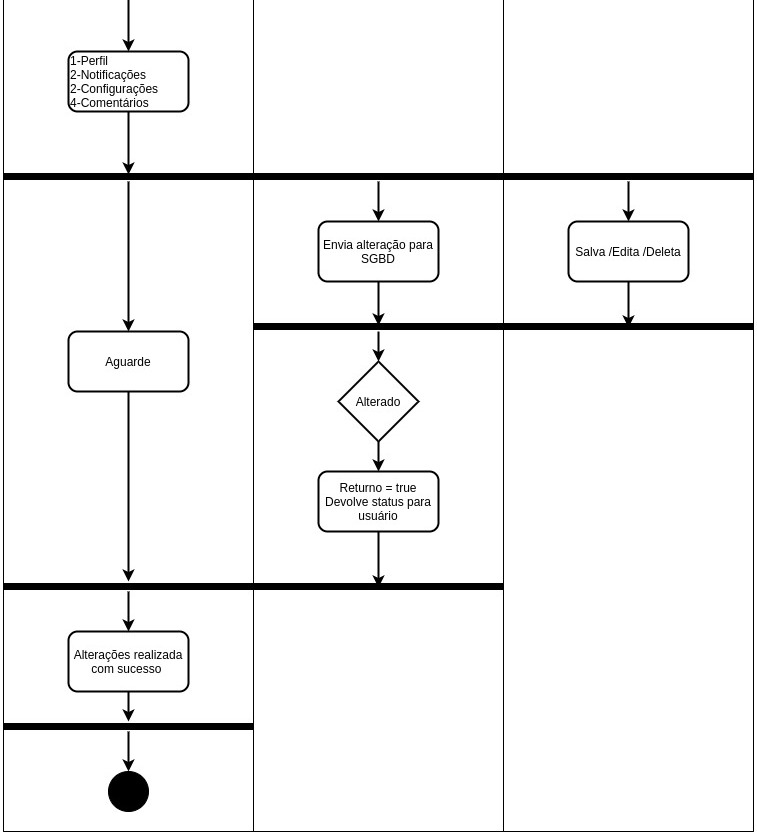 1-Perfil
2-Notificações
2-Configurações
4-Comentários
Envia alteração para
SGBD
Salva /Edita /Deleta
Aguarde
Alterado
Returno = true
Devolve status para
usuário
Alterações realizada
com sucesso